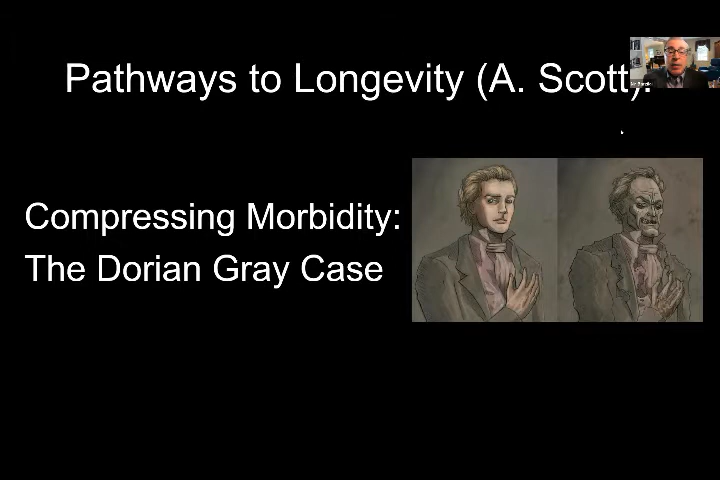 Pathways to Longevity (A. Scott):
Compressing Morbidity:
The Dorian Gray Case